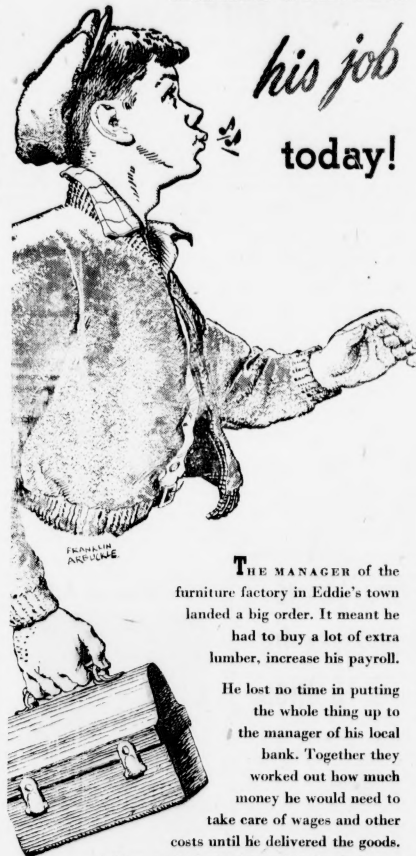 his job
today!
FRANKLIN
ARBUCKLE
THE MANAGER of the
furniture factory in Eddie's town
landed a big order. It meant he
had to buy a lot of extra
lumber, increase his payroll.
He lost no time in putting
the whole thing up to
the manager of his local
bank. Together they
worked out how much
money he would need to
take care of wages and other
costs until he delivered the goods.